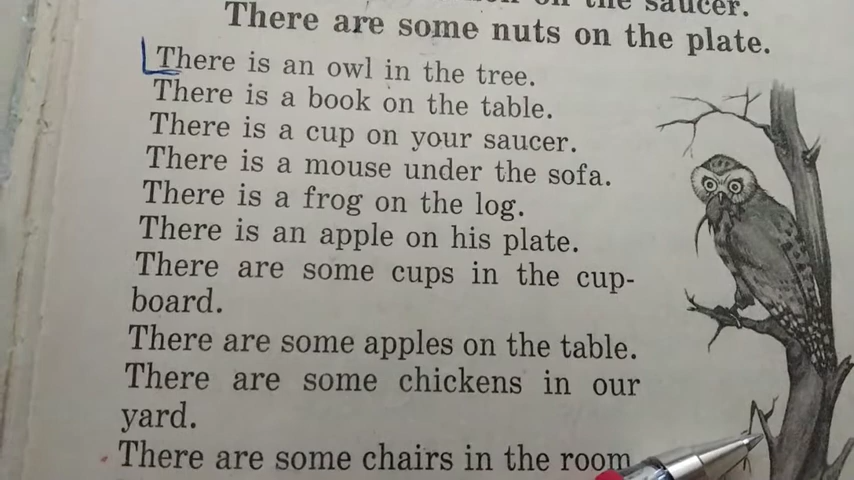 on the saucer.
There are some nuts on the plate.
There is an owl in the tree.
There is a book on the table.
There is a cup on your saucer.
There is a mouse under the sofa.
There is a frog on the log.
There is an apple on his plate.
There are some cups in the cup-
board.
There are some apples on the table.
There are some chickens in our
yard.
There are some chairs in the room